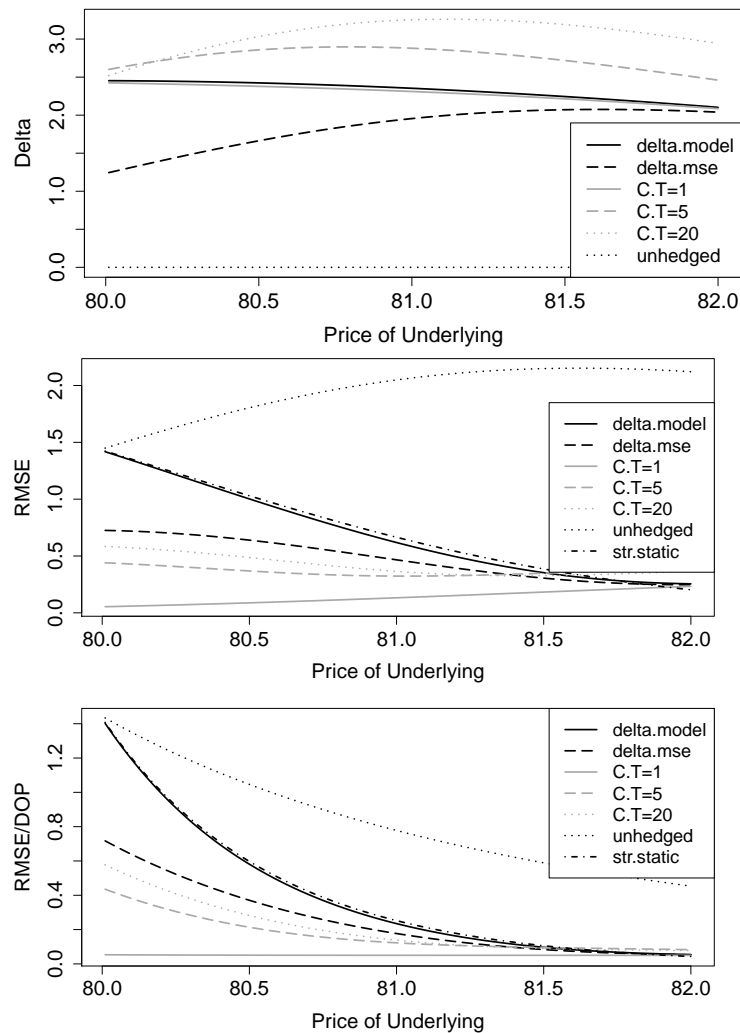 Delta
3.0
2.0
1.0
0.0
delta.model
delta.mse
C.T=1
C.T=5
C.T=20
unhedged
80.0 80.5 81.0 81.5 82.0
Price of Underlying
RMSE
2.0
1.5
1.0
0.5
0.0
delta.model
delta.mse
C.T=1
C.T=5
C.T=20
unhedged
str.static
80.0 80.5 81.0 81.5 82.0
Price of Underlying
RMSE/DOP
1.2
0.8
0.4
0.0
delta.model
delta.mse
C.T=1
C.T=5
C.T=20
unhedged
str.static
80.0 80.5 81.0 81.5 82.0
Price of Underlying